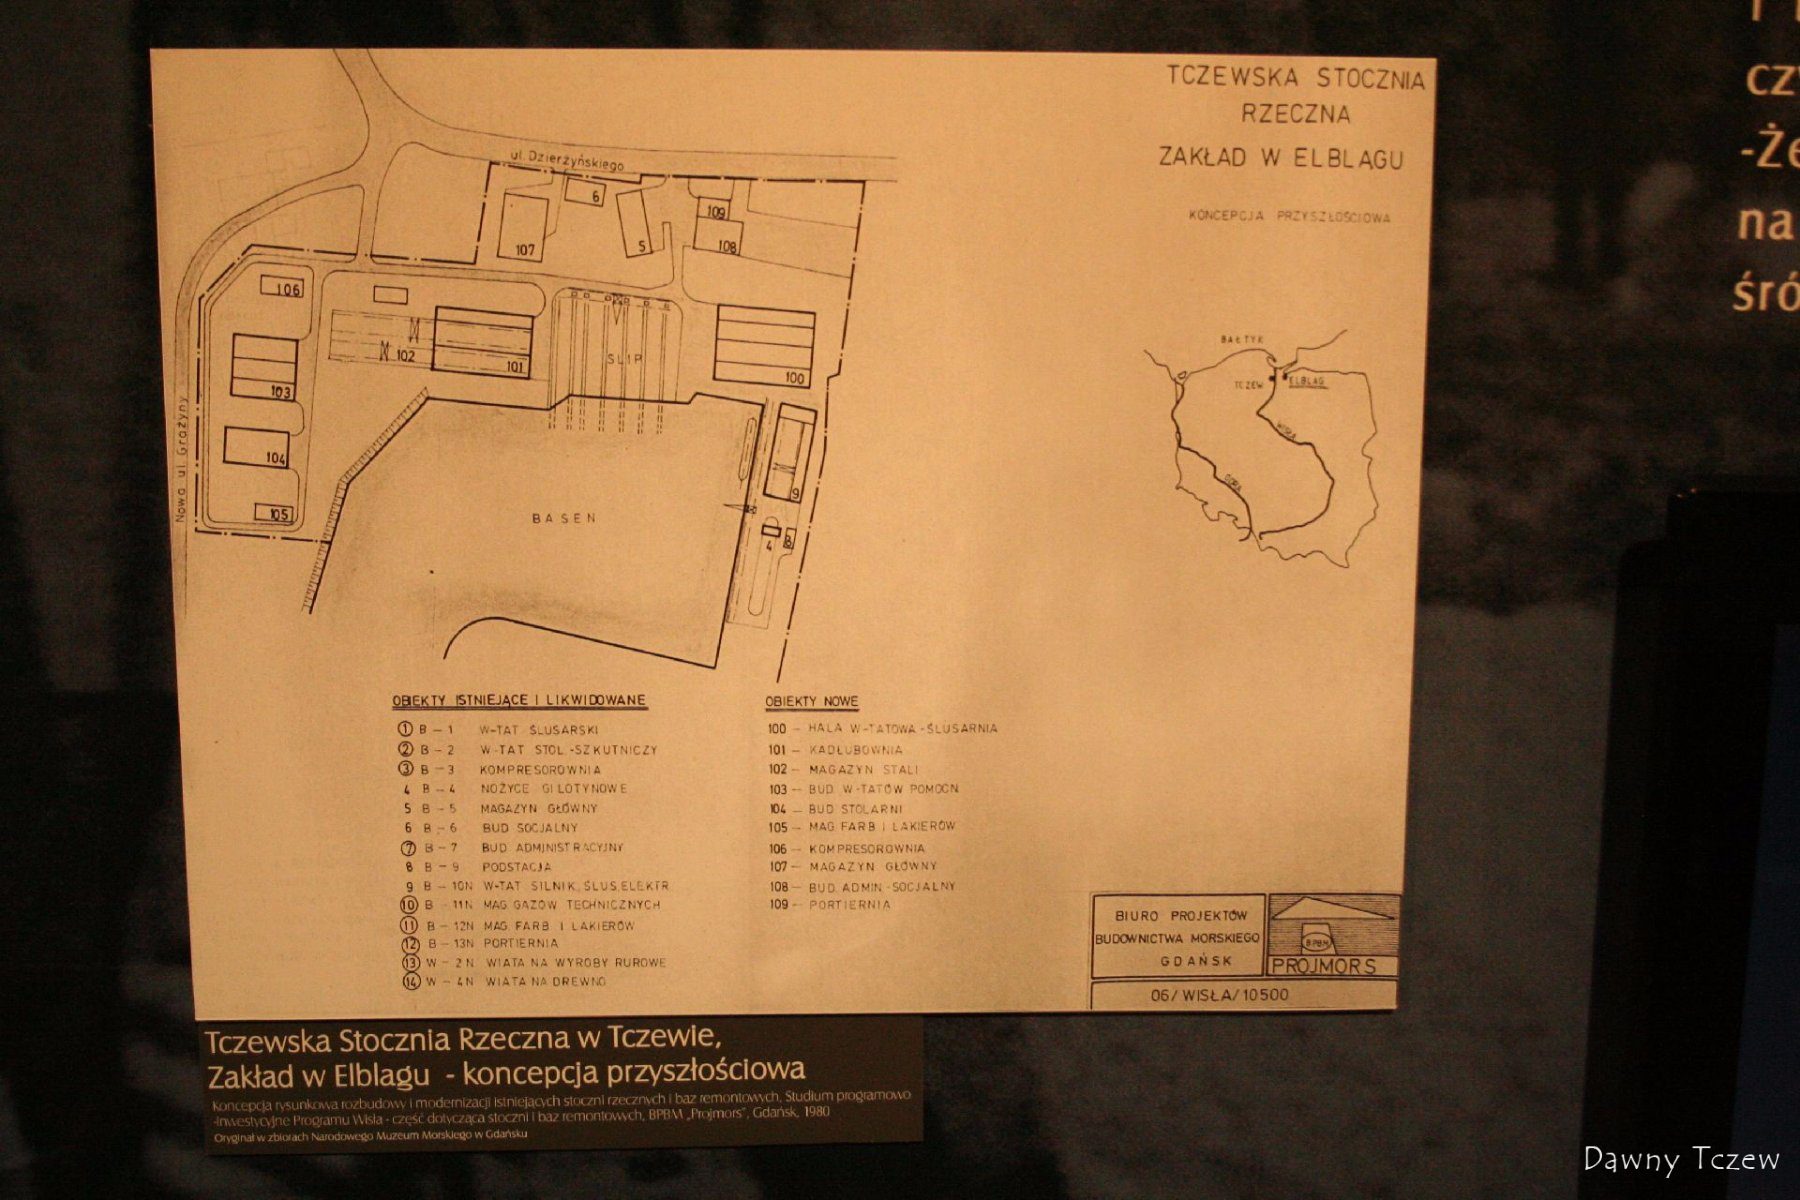 TCZEWSKA STOCZNIA
RZECZNA
ZAKŁAD W ELBLAGU
KONCEPCJA PRZYSZŁOŚCIOWA
ul. Dzierżyńskiego
6
107
5
109
108
106
102
101
SLIP
100
103
104
105
Nowa ul. Grażyny
BASEN
9
4
8
BAŁTYK
TCZEW
ELBLAG
WISŁA
ODRA
OBIEKTY ISTNIEJĄCE I LIKWIDOWANE
1 B - 1 W-TAT ŚLUSARSKI
2 B - 2 W-TAT STOL.-SZKUTNICZY
3 B - 3 KOMPRESOROWNIA
4 B - 4 NOŻYCE GILOTYNOWE
5 B - 5 MAGAZYN GŁÓWNY
6 B - 6 BUD SOCJALNY
7 B - 7 BUD ADMINISTRACYJNY
8 B - 9 PODSTACJA
9 B - 10N W-TAT SILNIK, ŚLUS, ELEKTR
10 B - 11N MAG GAZÓW TECHNICZNYCH
11 B - 12N MAG FARB I LAKIERÓW
12 B - 13N PORTIERNIA
13 W - 2N WIATA NA WYROBY RUROWE
14 W - 4N WIATA NA DREWNO
OBIEKTY NOWE
100 - HALA W-TATOWA-ŚLUSARNIA
101 - KADŁUBOWNIA
102 - MAGAZYN STALI
103 - BUD W-TATÓW POMOCN
104 - BUD STOLARNI
105 - MAG FARB I LAKIERÓW
106 - KOMPRESOROWNIA
107 - MAGAZYN GŁÓWNY
108 - BUD. ADMIN-SOCJALNY
109 - PORTIERNIA
BIURO PROJEKTÓW
BUDOWNICTWA MORSKIEGO
GDAŃSK
BPBM
PROJMORS
06/WISŁA/10500
Tczewska Stocznia Rzeczna w Tczewie,
Zakład w Elblagu - koncepcja przyszłościowa
Koncepcja rysunkowa rozbudowy i modernizacji istniejących stoczni rzecznych i baz remontowych, Studium programowo
-inwestycyjne Programu Wisła - część dotycząca stoczni i baz remontowych, BPBM „Projmors", Gdańsk, 1980
Oryginał w zbiorach Narodowego Muzeum Morskiego w Gdańsku
cz
-Że
na
śró
Dawny Tczew